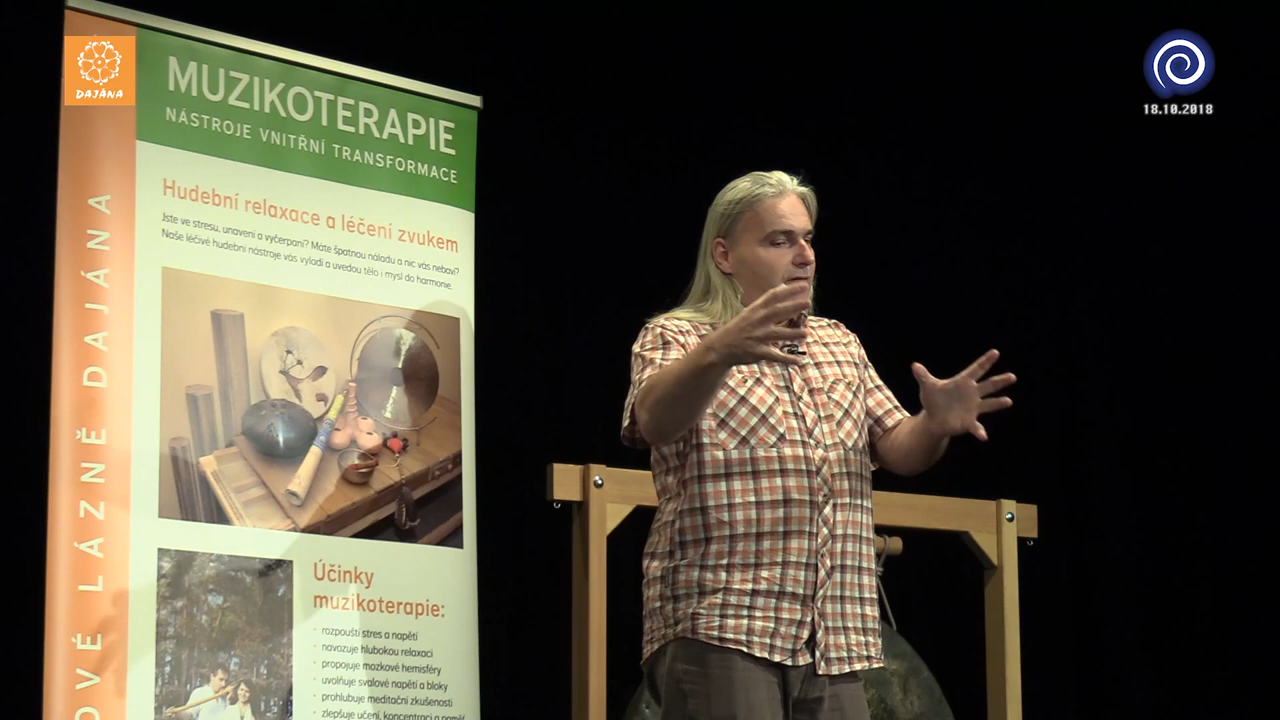 DAJÁNA
MUZIKOTERAPIE
NÁSTROJE VNITŘNÍ TRANSFORMACE
Hudební relaxace a léčení zvukem
Jste ve stresu, unavení a vyčerpaní? Máte špatnou náladu a nic vás nebaví?
Naše léčivé hudební nástroje vás vyladí a uvedou tělo i mysl do harmonie.
Účinky
muzikoterapie:
rozpouští stres a napětí
navozuje hlubokou relaxaci
propojuje mozkové hemisféry
uvolňuje svalové napětí a bloky
prohlubuje meditační zkušenosti
zlepšuje učení, koncentraci a paměť
OVÉ LÁZNĚ DAJÁNA
18.10.2018